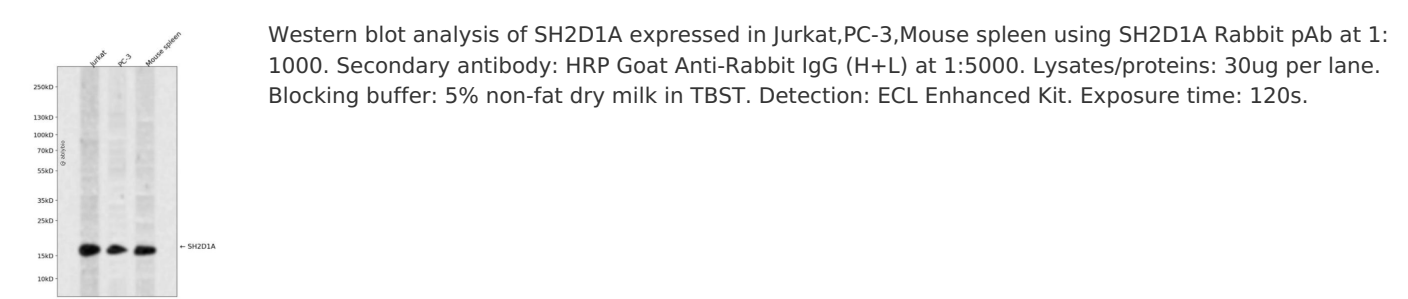 Jurkat
PC-3
Mouse spleen
250kD
130kD
100kD
70kD
55kD
35kD
25kD
15kD
10kD
← SH2D1A
Western blot analysis of SH2D1A expressed in Jurkat,PC-3,Mouse spleen using SH2D1A Rabbit pAb at 1:
1000. Secondary antibody: HRP Goat Anti-Rabbit IgG (H+L) at 1:5000. Lysates/proteins: 30ug per lane.
Blocking buffer: 5% non-fat dry milk in TBST. Detection: ECL Enhanced Kit. Exposure time: 120s.